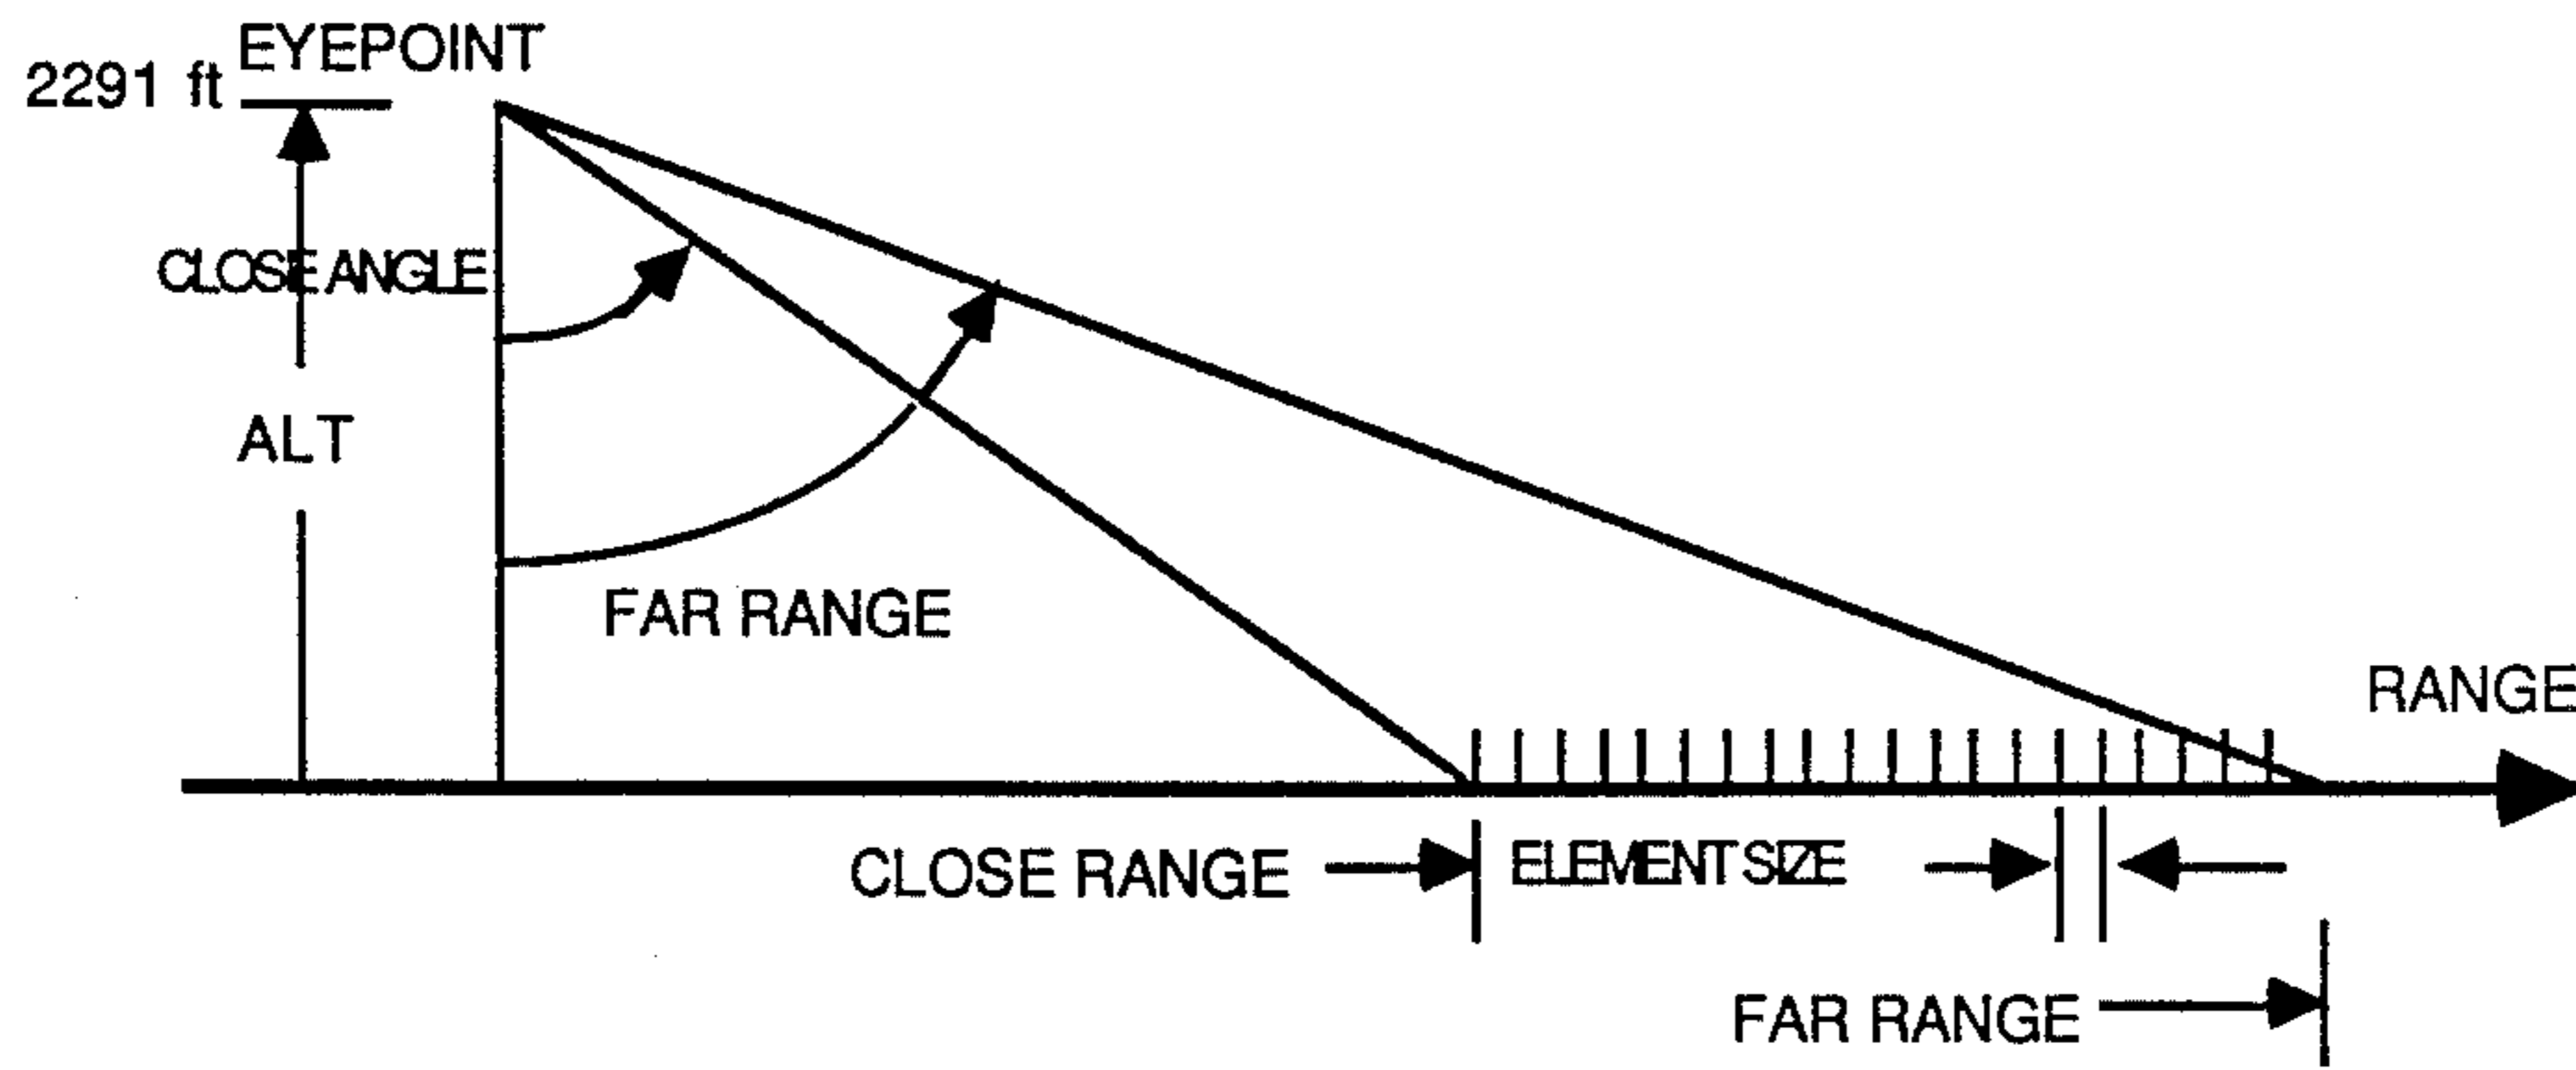 EYEPOINT
2291 ft
CLOSE ANGLE
ALT
FAR RANGE
RANGE
CLOSE RANGE
ELEMENT SIZE
FAR RANGE